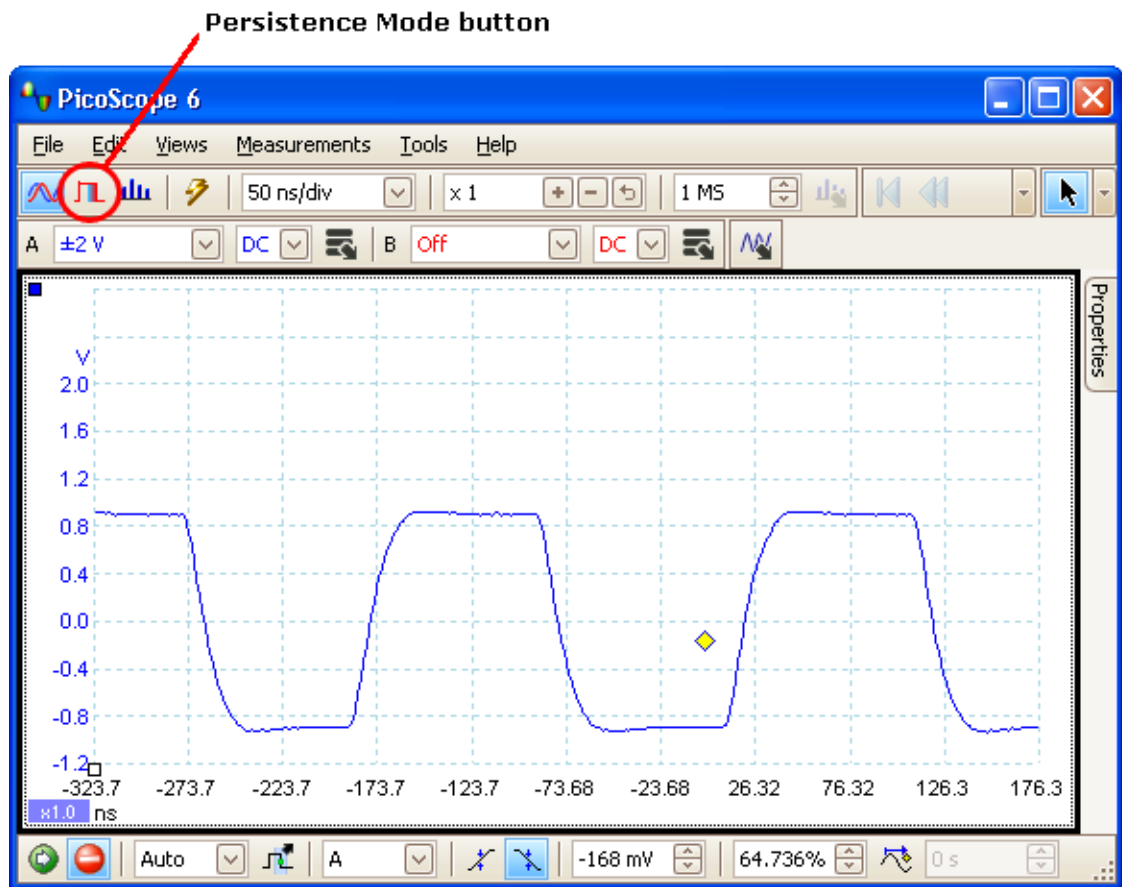 Persistence Mode button
PicoScope 6
File Edit Views Measurements Tools Help
50 ns/div x 1 + - 1 MS
A ±2 V DC B Off DC
Properties
V
2.0
1.6
1.2
0.8
0.4
0.0
-0.4
-0.8
-1.2
-323.7 -273.7 -223.7 -173.7 -123.7 -73.68 -23.68 26.32 76.32 126.3 176.3
x1.0 ns
Auto A -168 mV 64.736% 0 s